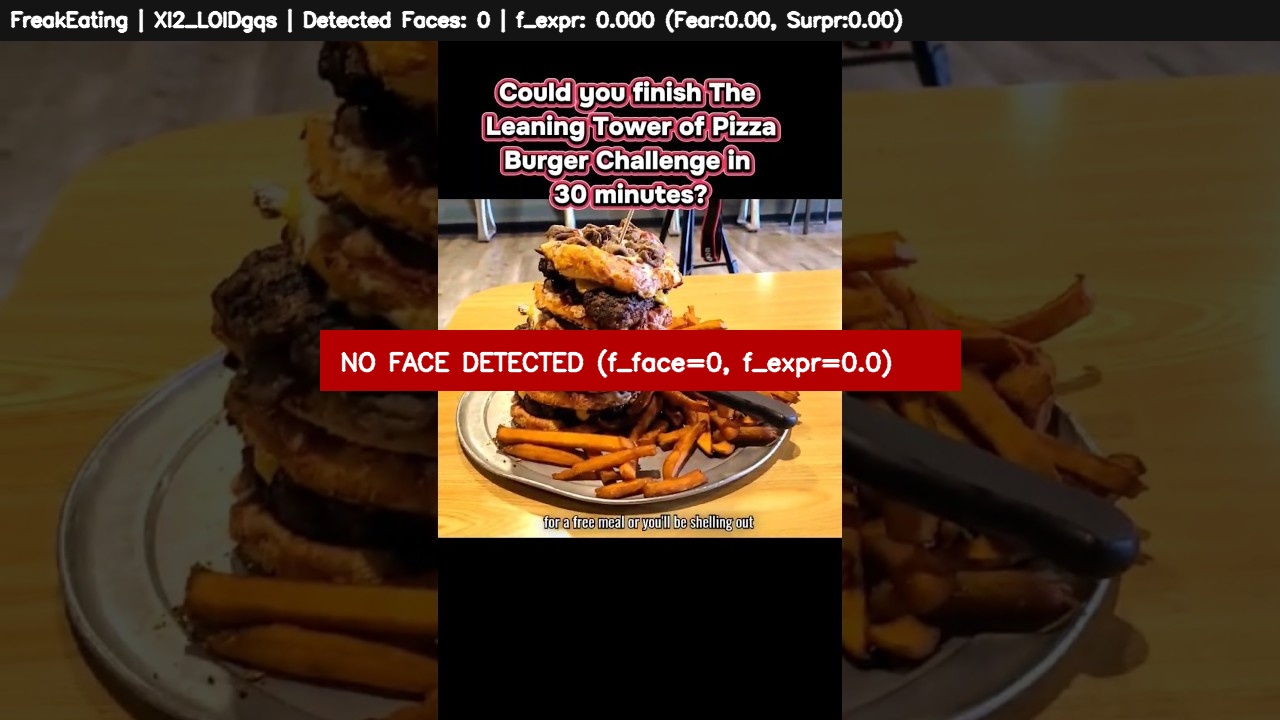 FreakEating | XI2_LOIDgqs | Detected Faces: 0 | f_expr: 0.000 (Fear:0.00, Surpr:0.00)
Could you finish The
Leaning Tower of Pizza
Burger Challenge in
30 minutes?
NO FACE DETECTED (f_face=0, f_expr=0.0)
for a free meal or you'll be shelling out